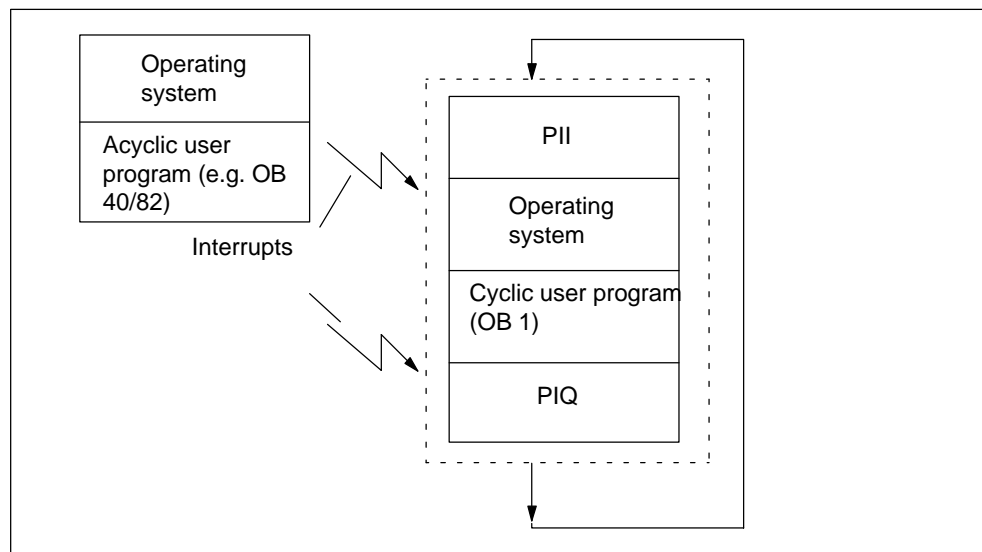 Operating
system
Acyclic user
program (e.g. OB
40/82)
Interrupts
PII
Operating
system
Cyclic user program
(OB 1)
PIQ